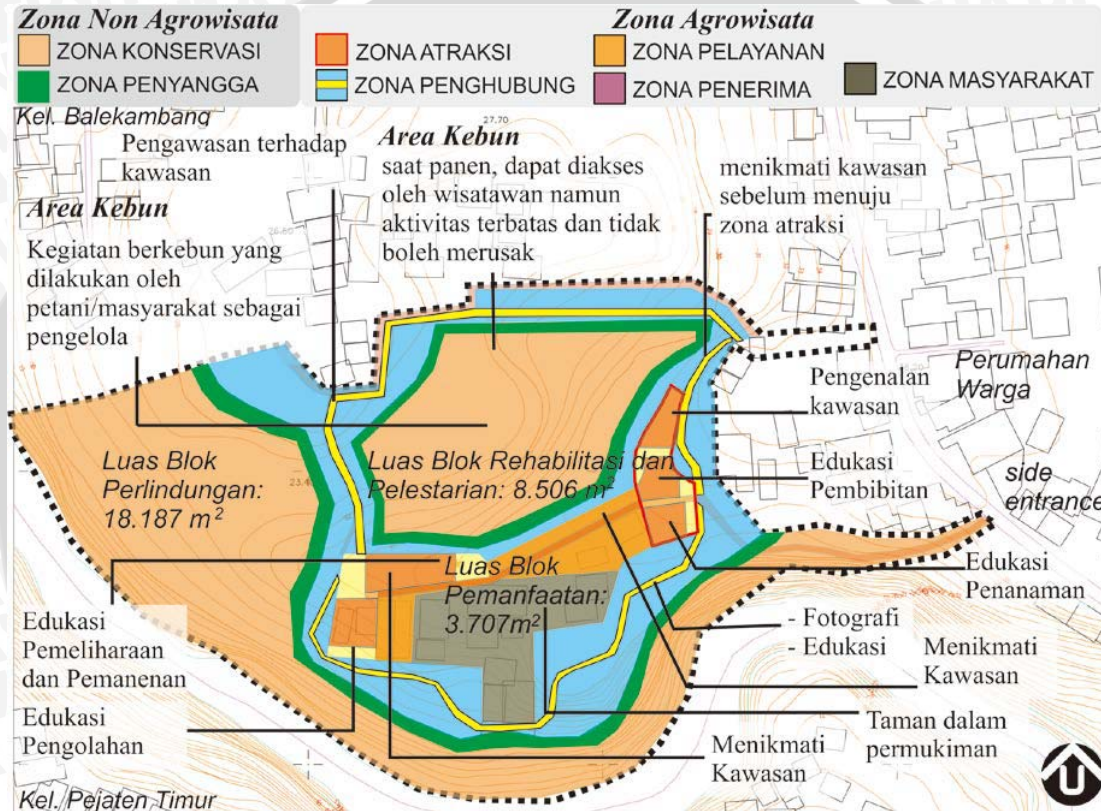 Zona Non Agrowisata
ZONA KONSERVASI
ZONA PENYANGGA
Zona Agrowisata
ZONA ATRAKSI
ZONA PENGHUBUNG
ZONA PELAYANAN
ZONA PENERIMA
ZONA MASYARAKAT
Kel. Balekambang
27.70
Pengawasan terhadap
kawasan
Area Kebun
saat panen, dapat diakses
oleh wisatawan namun
aktivitas terbatas dan tidak
boleh merusak
menikmati kawasan
sebelum menuju
zona atraksi
Area Kebun
Kegiatan berkebun yang
dilakukan oleh
petani/masyarakat sebagai
pengelola
Perumahan
Warga
Pengenalan
kawasan
Luas Blok
Perlindungan:
18.187 m²
Luas Blok Rehabilitasi dan
Pelestarian: 8.506 m²
Edukasi
Pembibitan
side
entrance
Luas Blok
Pemanfaatan:
3.707m²
Edukasi
Penanaman
Edukasi
Pemeliharaan
dan Pemanenan
- Fotografi
- Edukasi
Menikmati
Kawasan
Edukasi
Pengolahan
Menikmati
Kawasan
Taman dalam
permukiman
Kel. Pejaten Timur
U